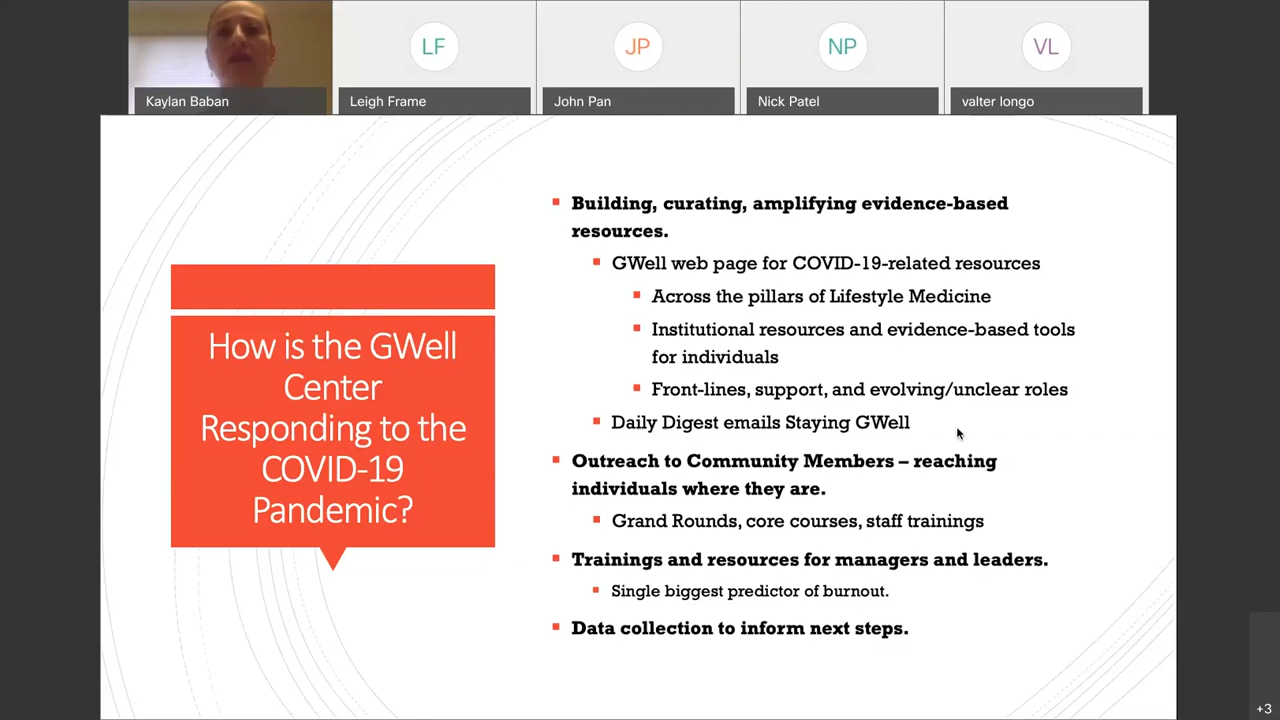 LF
JP
NP
VL
Kaylan Baban
Leigh Frame
John Pan
Nick Patel
valter longo
How is the GWell
Center
Responding to the
COVID-19
Pandemic?
Building, curating, amplifying evidence-based
resources.
GWell web page for COVID-19-related resources
Across the pillars of Lifestyle Medicine
Institutional resources and evidence-based tools
for individuals
Front-lines, support, and evolving/unclear roles
Daily Digest emails Staying GWell
Outreach to Community Members – reaching
individuals where they are.
Grand Rounds, core courses, staff trainings
Trainings and resources for managers and leaders.
Single biggest predictor of burnout.
Data collection to inform next steps.
+3